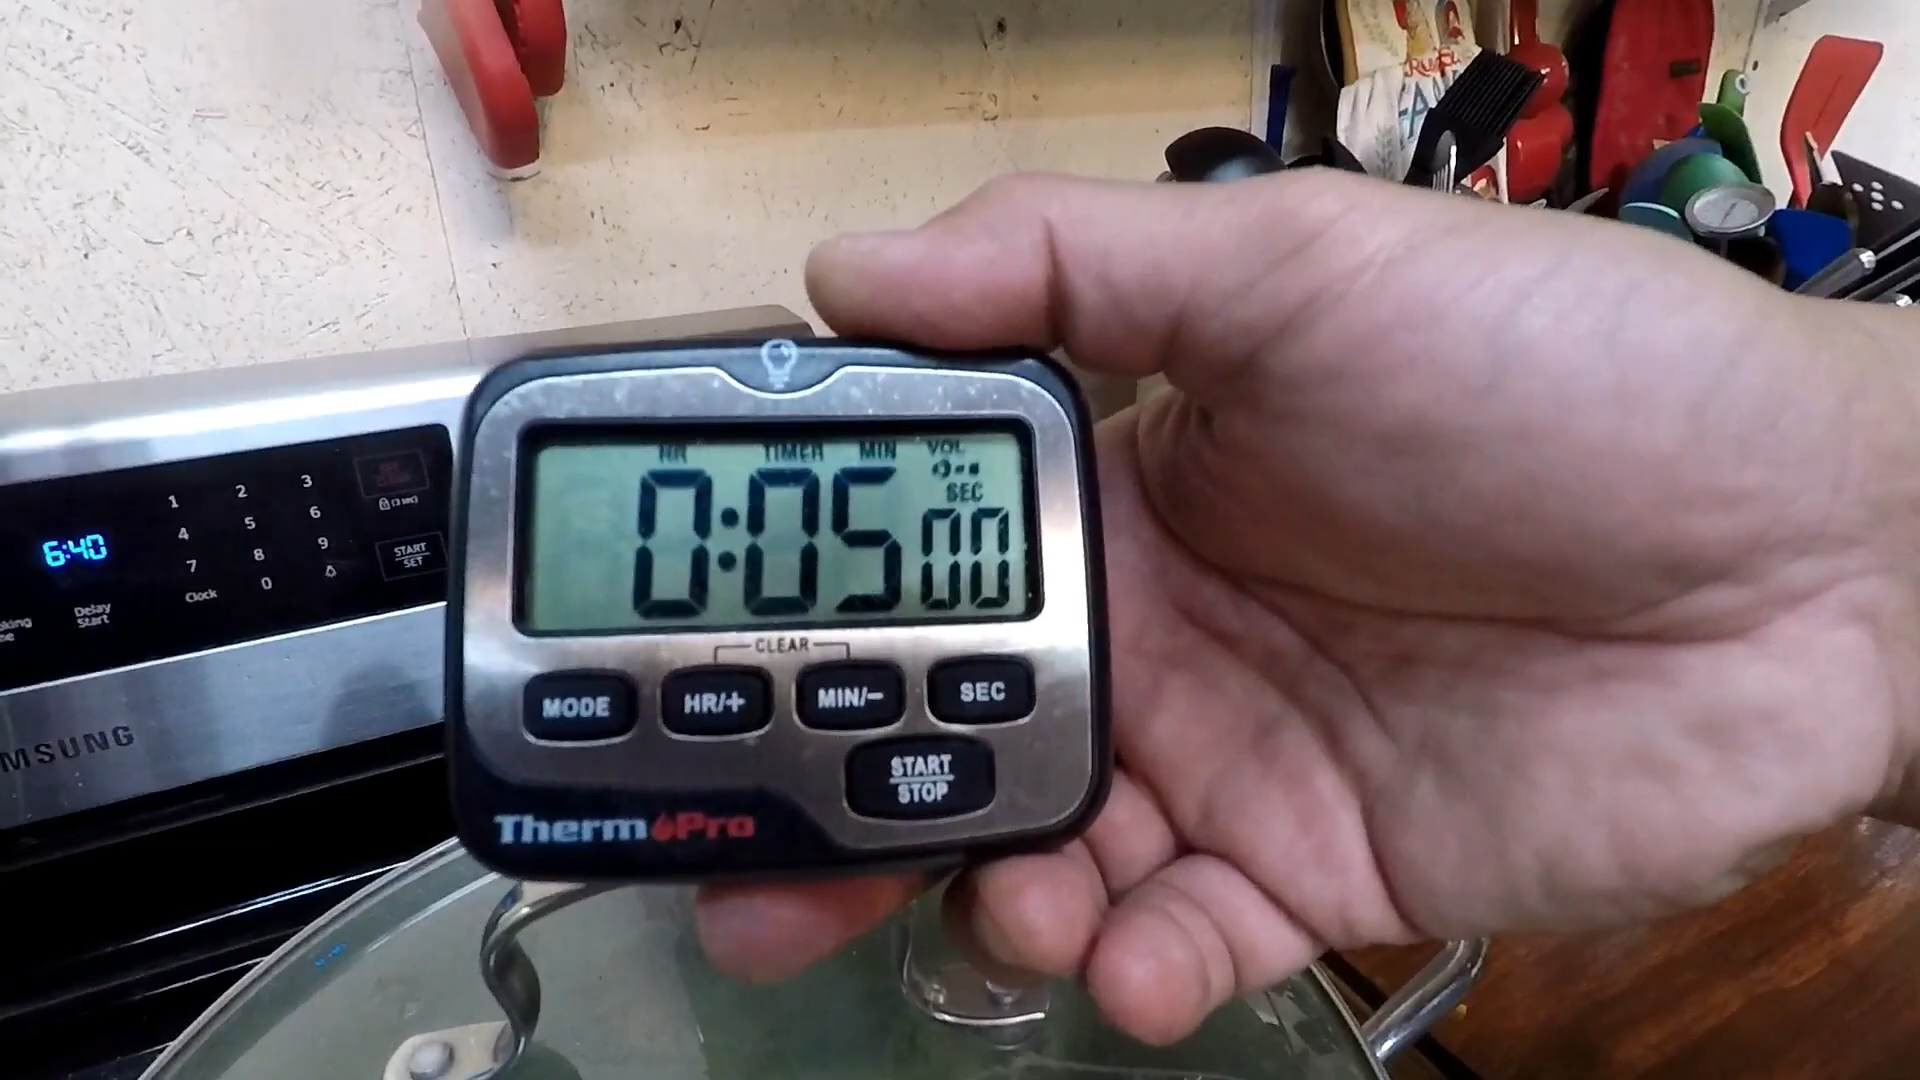 HR TIMER MIN VOL
SEC
0:05 00
CLEAR
MODE HR/+ MIN/- SEC
START
STOP
ThermoPro
6:40
1 2 3
4 5 6
7 8 9
Clock 0
(3 sec)
START
SET
Delay
Start
MSUNG